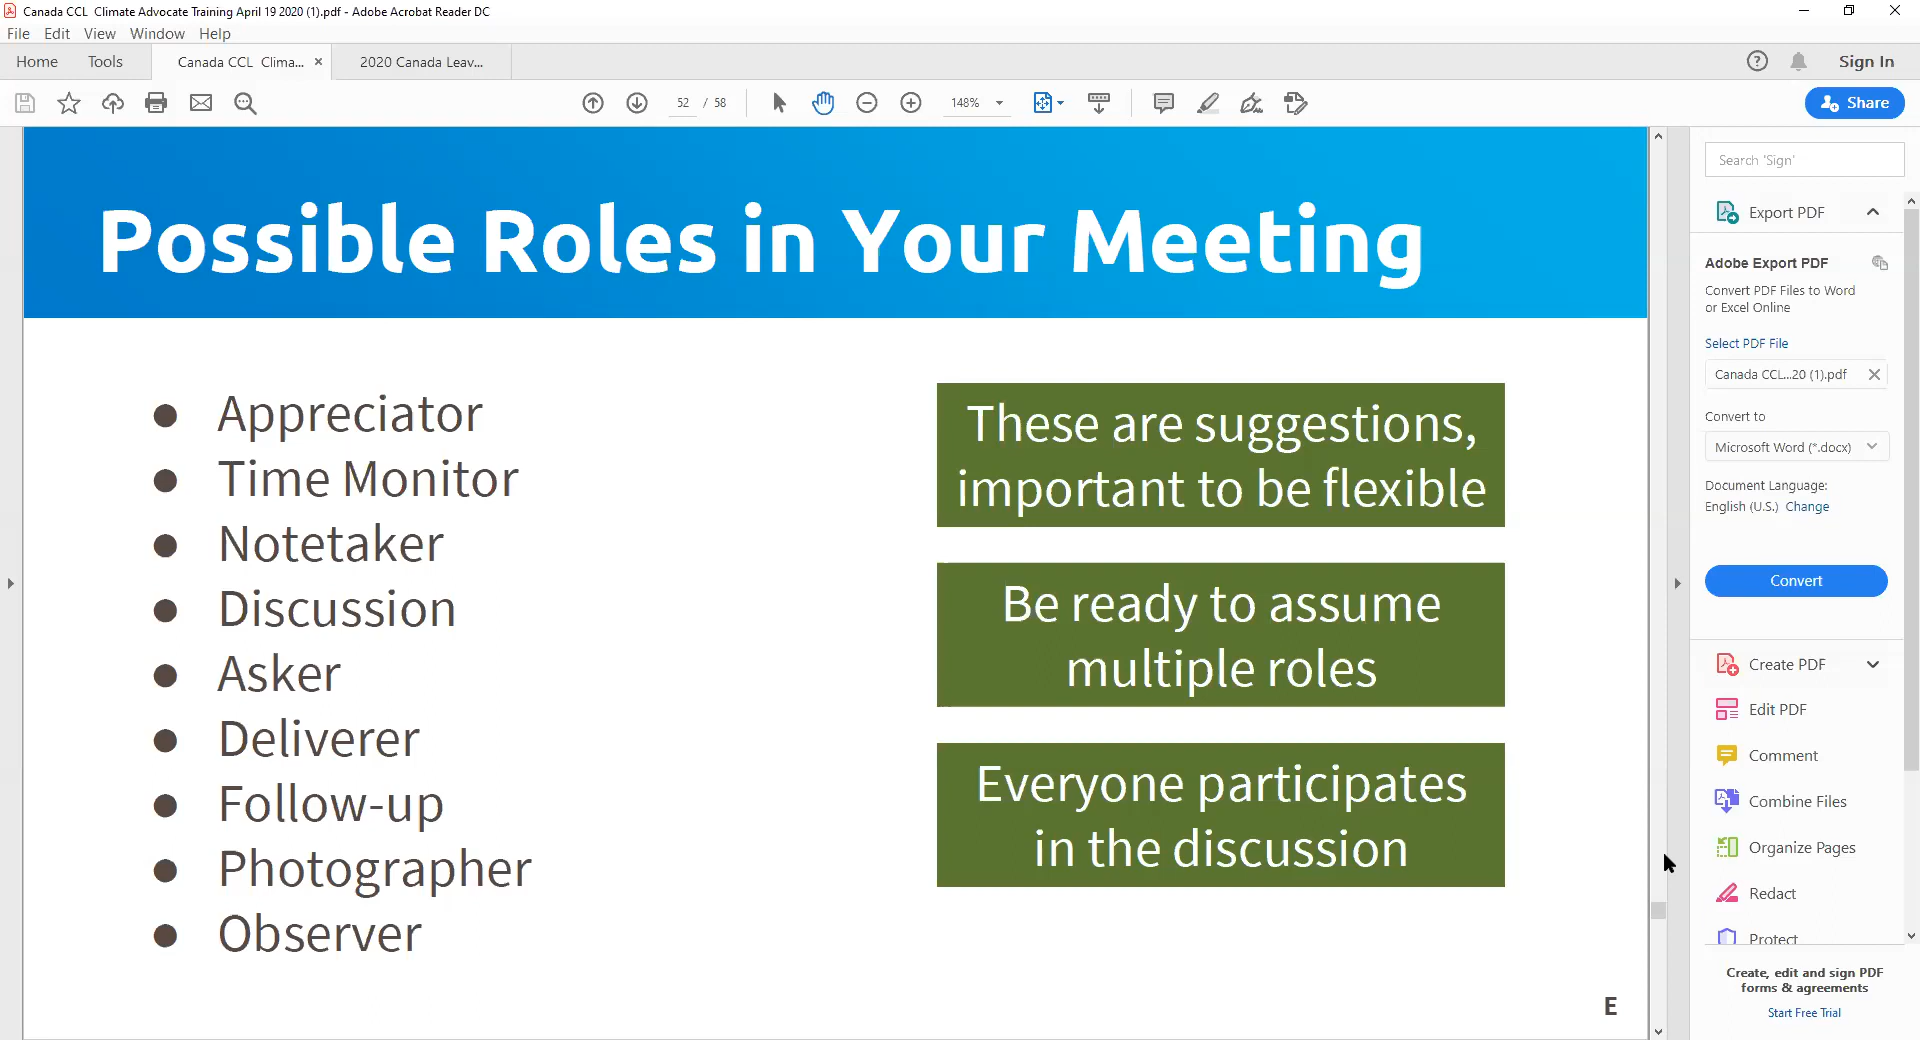 Canada CCL  Climate Advocate Training April 19 2020 (1).pdf - Adobe Acrobat Reader DC
File Edit View Window Help
Home Tools Canada CCL  Clima... × 2020 Canada Leav... Sign In
52 / 58 148% Share
Possible Roles in Your Meeting
● Appreciator
● Time Monitor
● Notetaker
● Discussion
● Asker
● Deliverer
● Follow-up
● Photographer
● Observer
These are suggestions,
important to be flexible
Be ready to assume
multiple roles
Everyone participates
in the discussion
E
Search 'Sign'
Export PDF
Adobe Export PDF
Convert PDF Files to Word
or Excel Online
Select PDF File
Canada CCL...20 (1).pdf
Convert to
Microsoft Word (*.docx)
Document Language:
English (U.S.) Change
Convert
Create PDF
Edit PDF
Comment
Combine Files
Organize Pages
Redact
Protect
Create, edit and sign PDF
forms & agreements
Start Free Trial